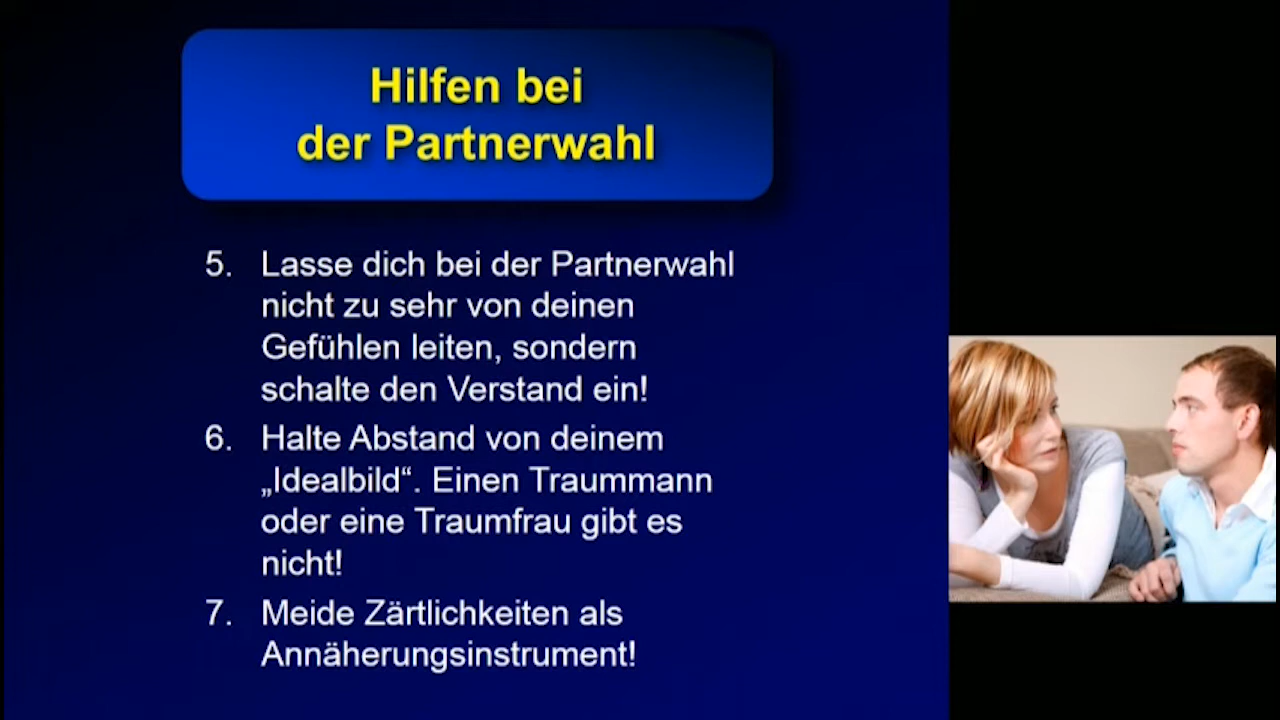 Hilfen bei
der Partnerwahl
5. Lasse dich bei der Partnerwahl
nicht zu sehr von deinen
Gefühlen leiten, sondern
schalte den Verstand ein!
6. Halte Abstand von deinem
„Idealbild“. Einen Traummann
oder eine Traumfrau gibt es
nicht!
7. Meide Zärtlichkeiten als
Annäherungsinstrument!